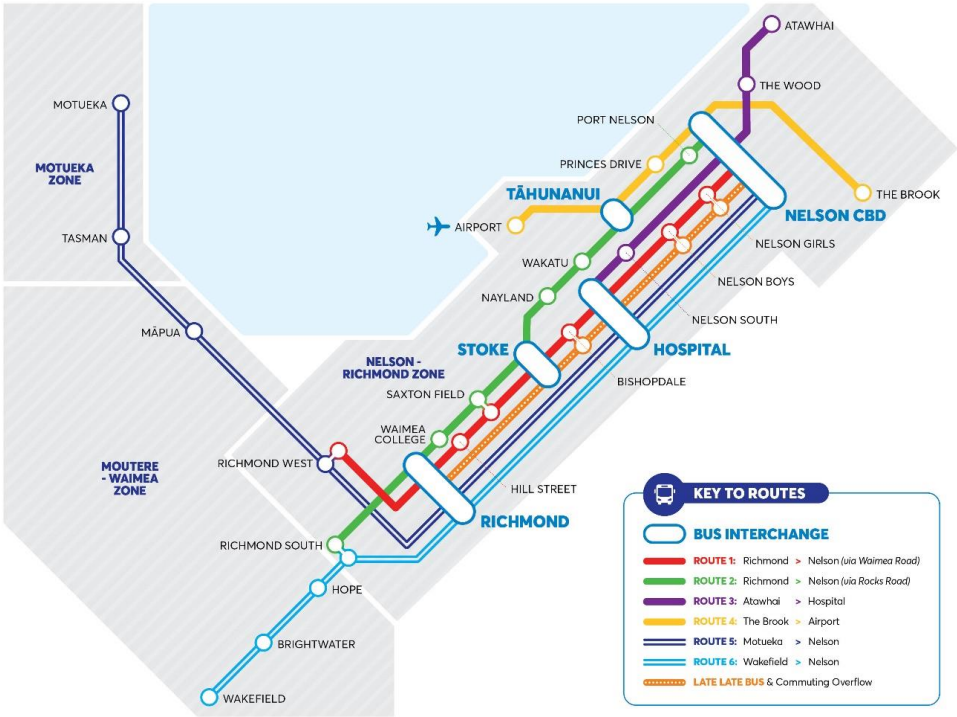 ATAWHAI
THE WOOD
MOTUEKA
PORT NELSON
PRINCES DRIVE
MOTUEKA
ZONE
TĀHUNANUI
THE BROOK
NELSON CBD
AIRPORT
TASMAN
NELSON GIRLS
WAKATU
NELSON BOYS
NAYLAND
NELSON SOUTH
MĀPUA
STOKE
HOSPITAL
NELSON -
RICHMOND ZONE
BISHOPDALE
SAXTON FIELD
WAIMEA
COLLEGE
RICHMOND WEST
MOUTERE
- WAIMEA
ZONE
HILL STREET
RICHMOND
RICHMOND SOUTH
HOPE
BRIGHTWATER
WAKEFIELD
KEY TO ROUTES
BUS INTERCHANGE
ROUTE 1: Richmond > Nelson (via Waimea Road)
ROUTE 2: Richmond > Nelson (via Rocks Road)
ROUTE 3: Atawhai > Hospital
ROUTE 4: The Brook > Airport
ROUTE 5: Motueka > Nelson
ROUTE 6: Wakefield > Nelson
LATE LATE BUS & Commuting Overflow